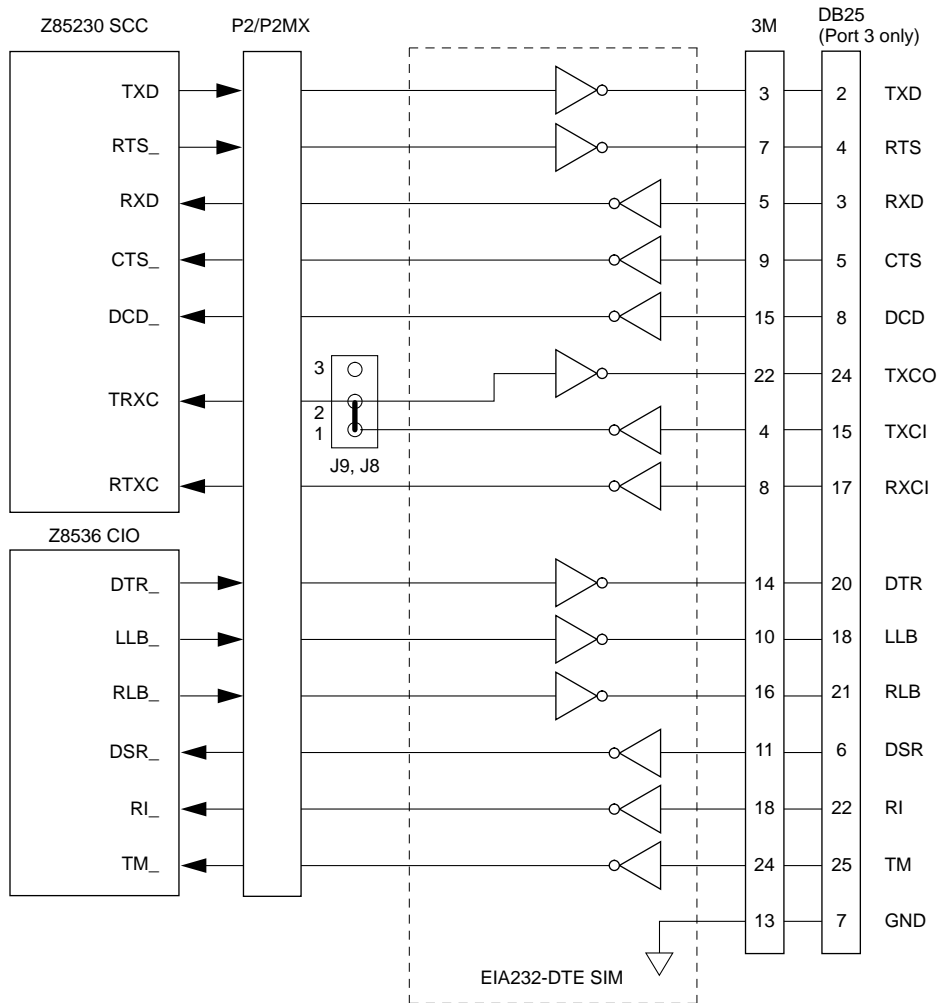 Z85230 SCC P2/P2MX 3M DB25
(Port 3 only)
TXD 3 2 TXD
RTS_ 7 4 RTS
RXD 5 3 RXD
CTS_ 9 5 CTS
DCD_ 15 8 DCD
3 22 24 TXCO
TRXC 2
1 4 15 TXCI
J9, J8
RTXC 8 17 RXCI
Z8536 CIO
DTR_ 14 20 DTR
LLB_ 10 18 LLB
RLB_ 16 21 RLB
DSR_ 11 6 DSR
RI_ 18 22 RI
TM_ 24 25 TM
13 7 GND
EIA232-DTE SIM